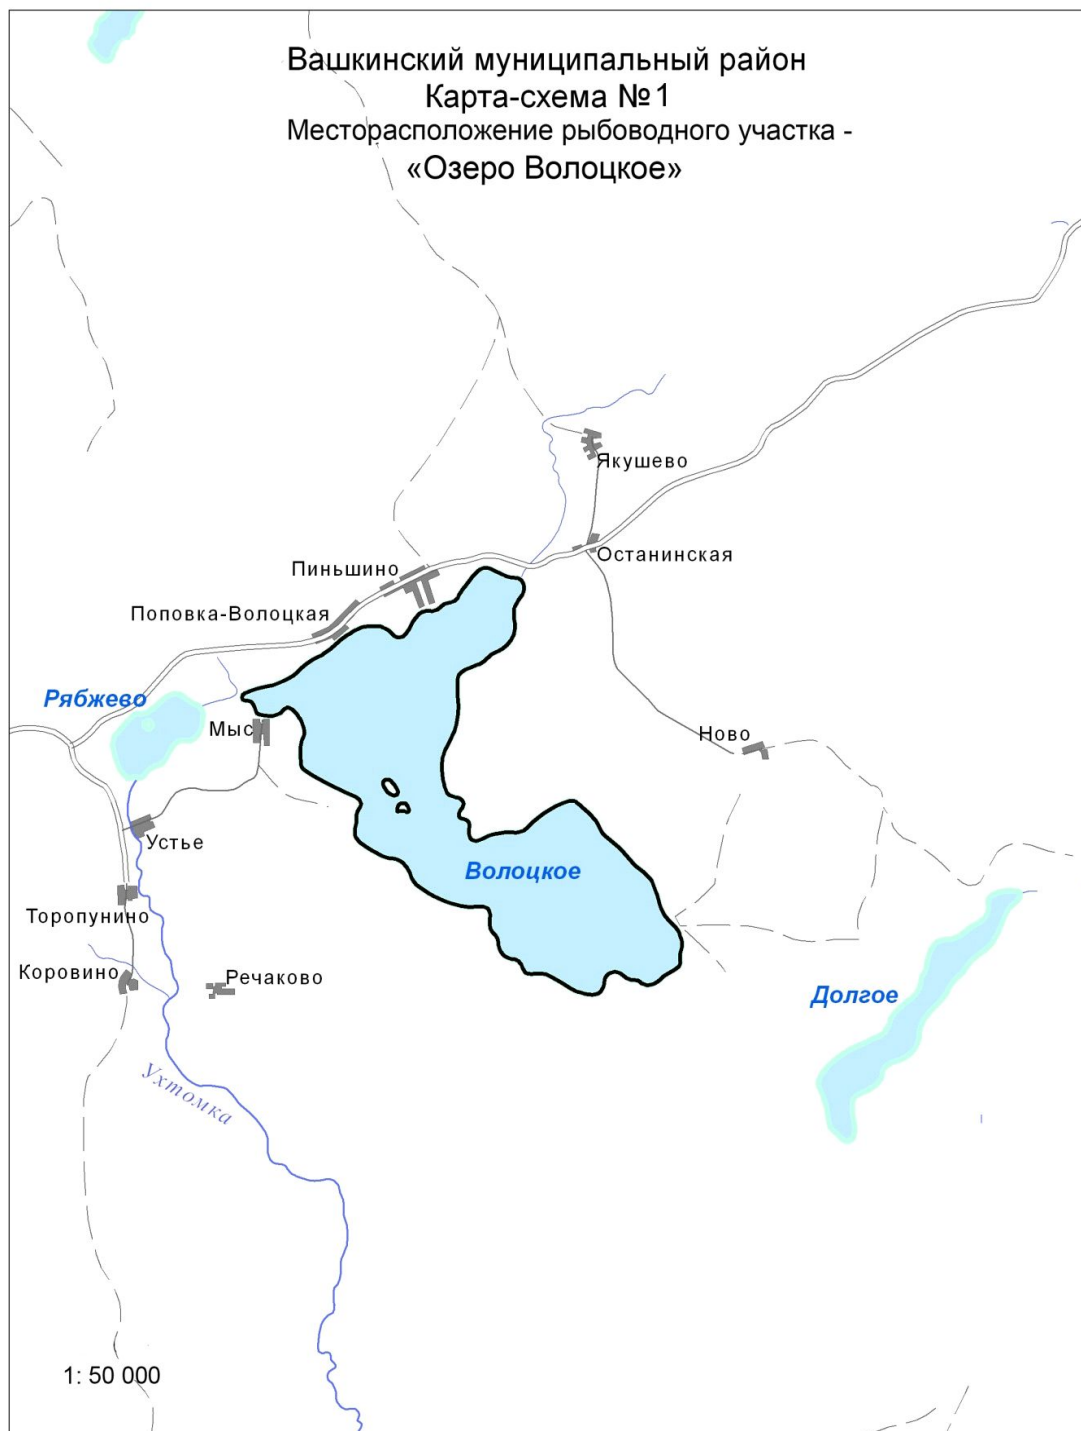 Вашкинский муниципальный район
Карта-схема №1
Месторасположение рыбоводного участка -
«Озеро Волоцкое»
Якушево
Останинская
Пиньшино
Поповка-Волоцкая
Рябжево
Мыс
Ново
Устье
Волоцкое
Торопунино
Коровино
Речаково
Долгое
Ухтомка
1: 50 000